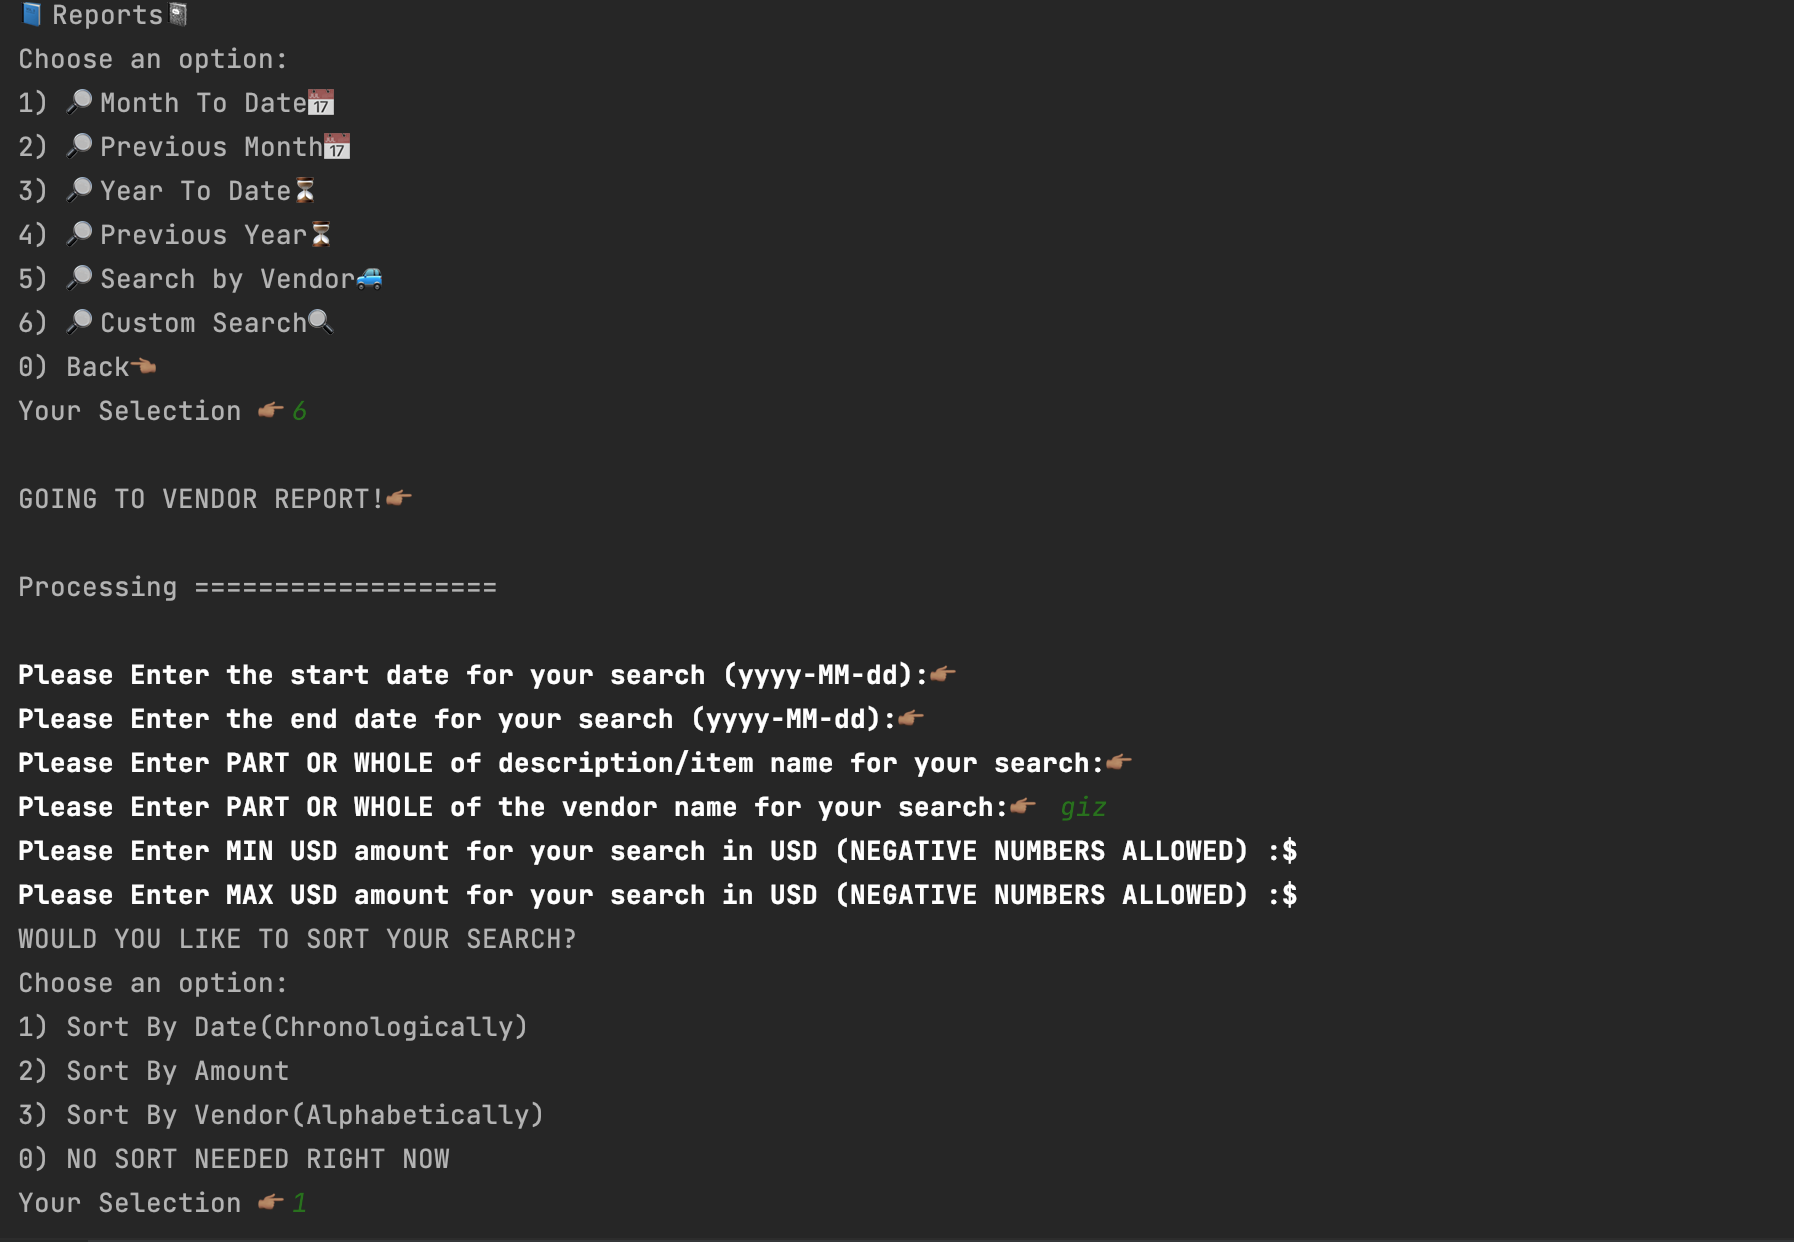 📘Reports📓
Choose an option:
1) 🔎Month To Date📅
2) 🔎Previous Month📅
3) 🔎Year To Date⏳
4) 🔎Previous Year⏳
5) 🔎Search by Vendor🚙
6) 🔎Custom Search🔍
0) Back👈🏽
Your Selection 👉🏽6
GOING TO VENDOR REPORT!👉🏽
Processing ===================
Please Enter the start date for your search (yyyy-MM-dd):👉🏽
Please Enter the end date for your search (yyyy-MM-dd):👉🏽
Please Enter PART OR WHOLE of description/item name for your search:👉🏽
Please Enter PART OR WHOLE of the vendor name for your search:👉🏽 giz
Please Enter MIN USD amount for your search in USD (NEGATIVE NUMBERS ALLOWED) :$
Please Enter MAX USD amount for your search in USD (NEGATIVE NUMBERS ALLOWED) :$
WOULD YOU LIKE TO SORT YOUR SEARCH?
Choose an option:
1) Sort By Date(Chronologically)
2) Sort By Amount
3) Sort By Vendor(Alphabetically)
0) NO SORT NEEDED RIGHT NOW
Your Selection 👉🏽1